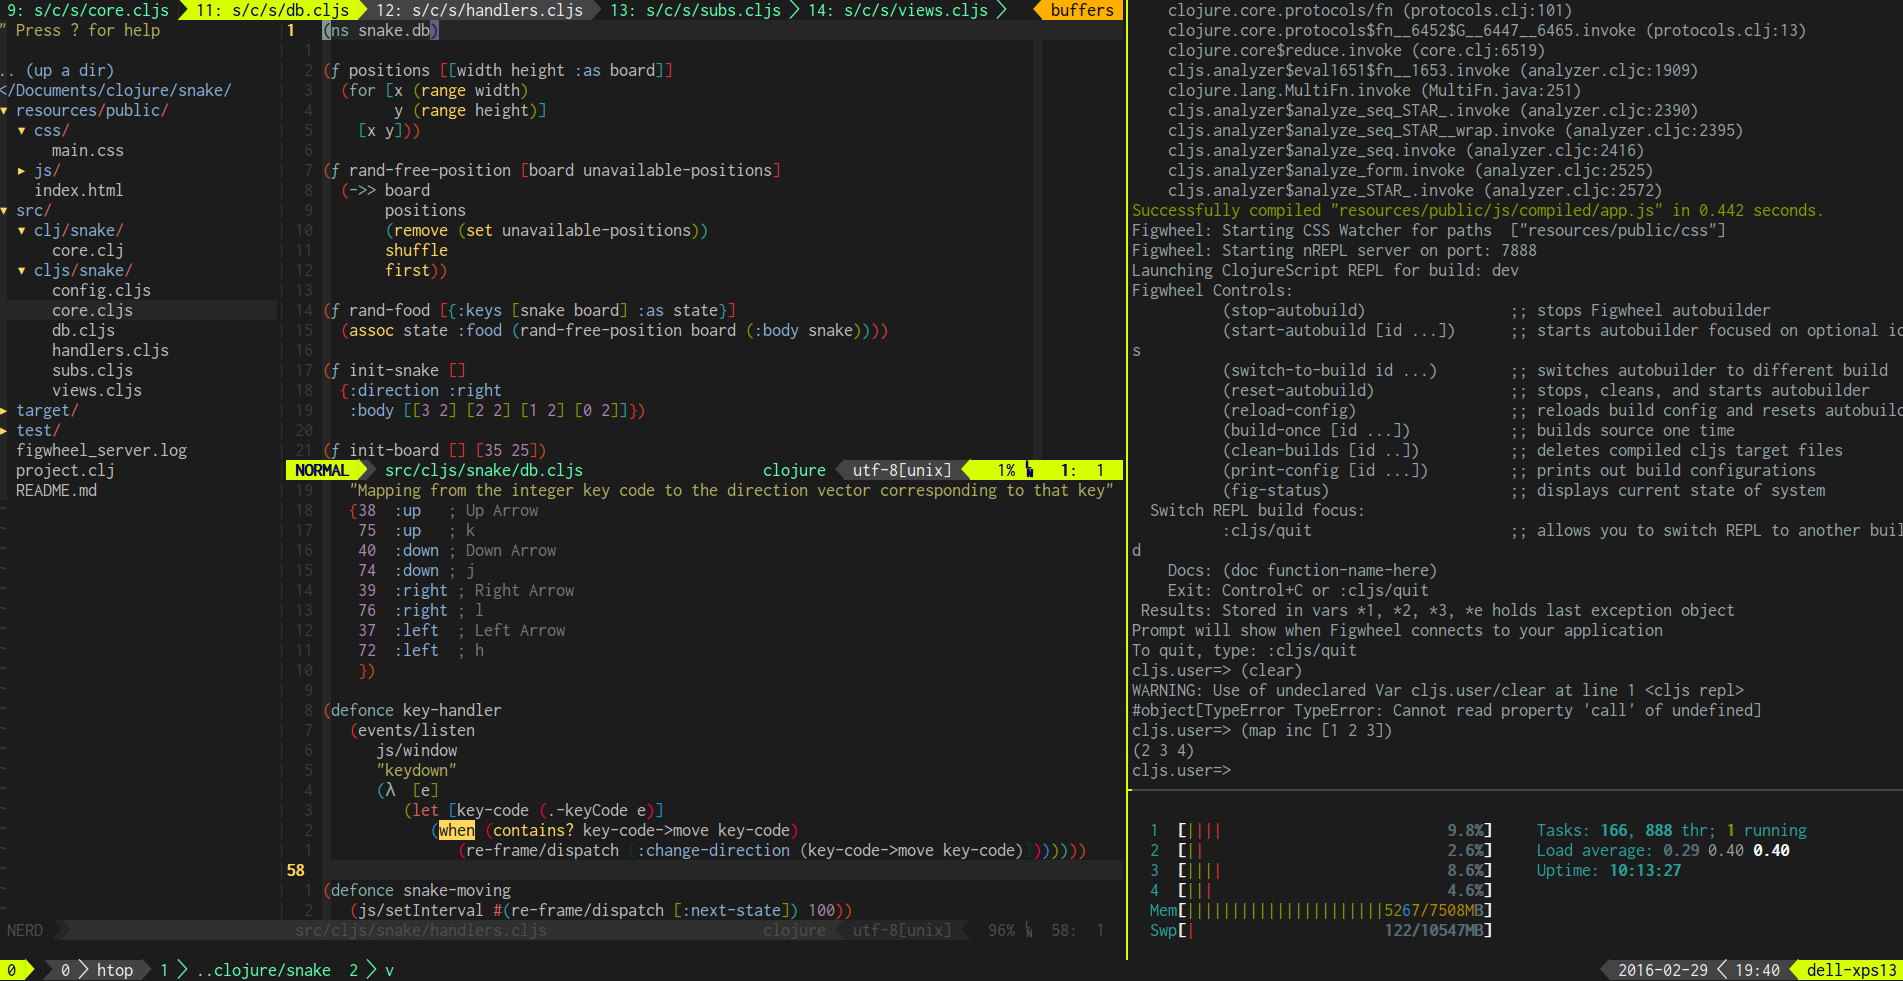 9: s/c/s/core.cljs  11: s/c/s/db.cljs  12: s/c/s/handlers.cljs  13: s/c/s/subs.cljs  14: s/c/s/views.cljs  buffers
" Press ? for help
.. (up a dir)
</Documents/clojure/snake/
▾ resources/public/
▾ css/
main.css
▸ js/
index.html
▾ src/
▾ clj/snake/
core.clj
▾ cljs/snake/
config.cljs
core.cljs
db.cljs
handlers.cljs
subs.cljs
views.cljs
▸ target/
▸ test/
figwheel_server.log
project.clj
README.md
NERD
1 (ns snake.db)
1
2 (ƒ positions [[width height :as board]]
3   (for [x (range width)
4         y (range height)]
5     [x y]))
6
7 (ƒ rand-free-position [board unavailable-positions]
8   (->> board
9        positions
10       (remove (set unavailable-positions))
11       shuffle
12       first))
13
14 (ƒ rand-food [{:keys [snake board] :as state}]
15   (assoc state :food (rand-free-position board (:body snake))))
16
17 (ƒ init-snake []
18   {:direction :right
19    :body [[3 2] [2 2] [1 2] [0 2]]})
20
21 (ƒ init-board [] [35 25])
NORMAL  src/cljs/snake/db.cljs  clojure  utf-8[unix]  1%  1:  1
19 "Mapping from the integer key code to the direction vector corresponding to that key"
18 {38  :up   ; Up Arrow
17  75  :up   ; k
16  40  :down ; Down Arrow
15  74  :down ; j
14  39  :right ; Right Arrow
13  76  :right ; l
12  37  :left  ; Left Arrow
11  72  :left  ; h
10  })
9
8 (defonce key-handler
7   (events/listen
6     js/window
5     "keydown"
4     (λ  [e]
3       (let [key-code (.-keyCode e)]
2         (when (contains? key-code->move key-code)
1           (re-frame/dispatch [:change-direction (key-code->move key-code)]))))))
58
1 (defonce snake-moving
2   (js/setInterval #(re-frame/dispatch [:next-state]) 100))
src/cljs/snake/handlers.cljs  clojure  utf-8[unix]  96%  58:  1
clojure.core.protocols/fn (protocols.clj:101)
clojure.core.protocols$fn__6452$G__6447__6465.invoke (protocols.clj:13)
clojure.core$reduce.invoke (core.clj:6519)
cljs.analyzer$eval1651$fn__1653.invoke (analyzer.cljc:1909)
clojure.lang.MultiFn.invoke (MultiFn.java:251)
cljs.analyzer$analyze_seq_STAR_.invoke (analyzer.cljc:2390)
cljs.analyzer$analyze_seq_STAR__wrap.invoke (analyzer.cljc:2395)
cljs.analyzer$analyze_seq.invoke (analyzer.cljc:2416)
cljs.analyzer$analyze_form.invoke (analyzer.cljc:2525)
cljs.analyzer$analyze_STAR_.invoke (analyzer.cljc:2572)
Successfully compiled "resources/public/js/compiled/app.js" in 0.442 seconds.
Figwheel: Starting CSS Watcher for paths  ["resources/public/css"]
Figwheel: Starting nREPL server on port: 7888
Launching ClojureScript REPL for build: dev
Figwheel Controls:
(stop-autobuild)  ;; stops Figwheel autobuilder
(start-autobuild [id ...])  ;; starts autobuilder focused on optional id
s
(switch-to-build id ...)  ;; switches autobuilder to different build
(reset-autobuild)  ;; stops, cleans, and starts autobuilder
(reload-config)  ;; reloads build config and resets autobuild
(build-once [id ...])  ;; builds source one time
(clean-builds [id ..])  ;; deletes compiled cljs target files
(print-config [id ...])  ;; prints out build configurations
(fig-status)  ;; displays current state of system
Switch REPL build focus:
:cljs/quit  ;; allows you to switch REPL to another buil
d
Docs: (doc function-name-here)
Exit: Control+C or :cljs/quit
Results: Stored in vars *1, *2, *3, *e holds last exception object
Prompt will show when Figwheel connects to your application
To quit, type: :cljs/quit
cljs.user=> (clear)
WARNING: Use of undeclared Var cljs.user/clear at line 1 <cljs repl>
#object[TypeError TypeError: Cannot read property 'call' of undefined]
cljs.user=> (map inc [1 2 3])
(2 3 4)
cljs.user=>
1 [|||| 9.8%]  Tasks: 166, 888 thr; 1 running
2 [|| 2.6%]  Load average: 0.29 0.40 0.40
3 [|||| 8.6%]  Uptime: 10:13:27
4 [||| 4.6%]
Mem[||||||||||||||||||||||5267/7508MB]
Swp[| 122/10547MB]
0  0  htop  1  ..clojure/snake  2  v  2016-02-29  19:40  dell-xps13